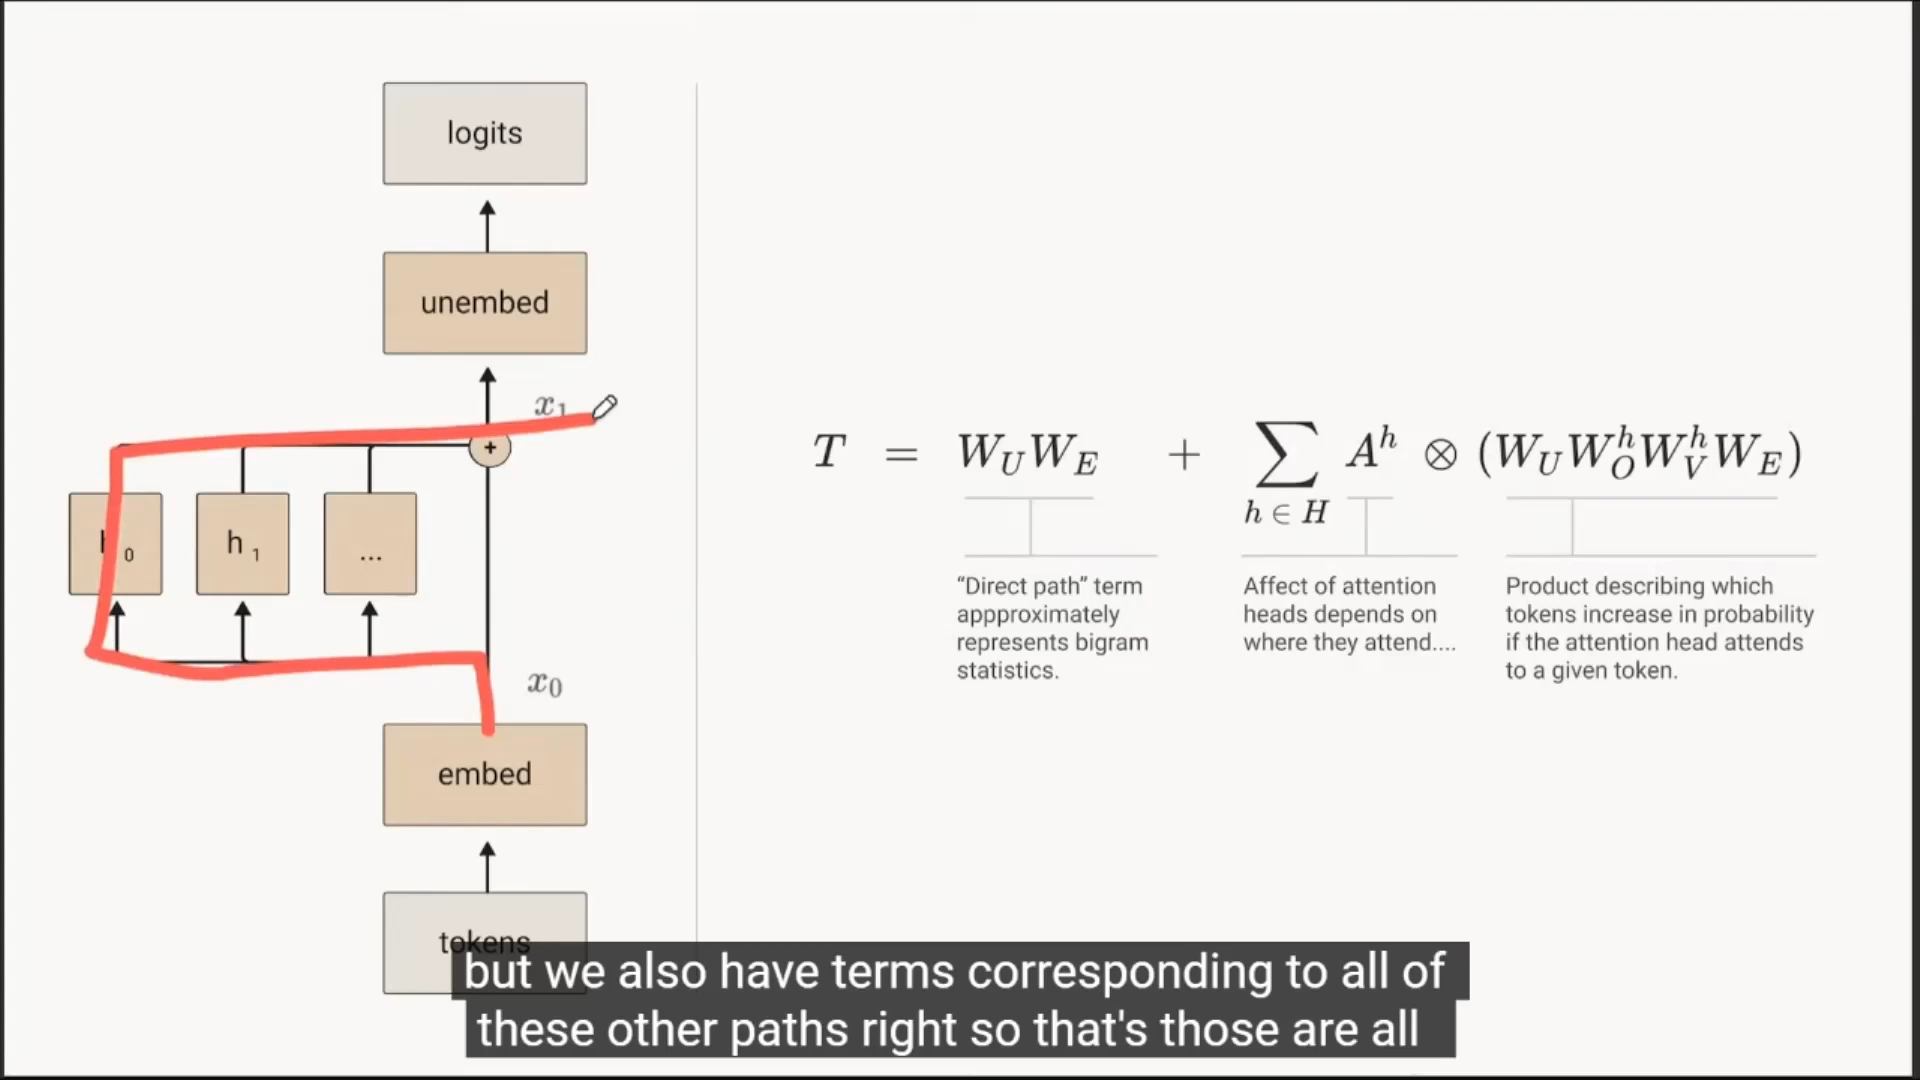 logits
unembed
x₁
+
h ₀
h ₁
...
x₀
embed
tokens
T = W_U W_E + ∑_{h ∈ H} A^h ⊗ (W_U W_O^h W_V^h W_E)
“Direct path” term
appproximately
represents bigram
statistics.
Affect of attention
heads depends on
where they attend....
Product describing which
tokens increase in probability
if the attention head attends
to a given token.
but we also have terms corresponding to all of
these other paths right so that's those are all